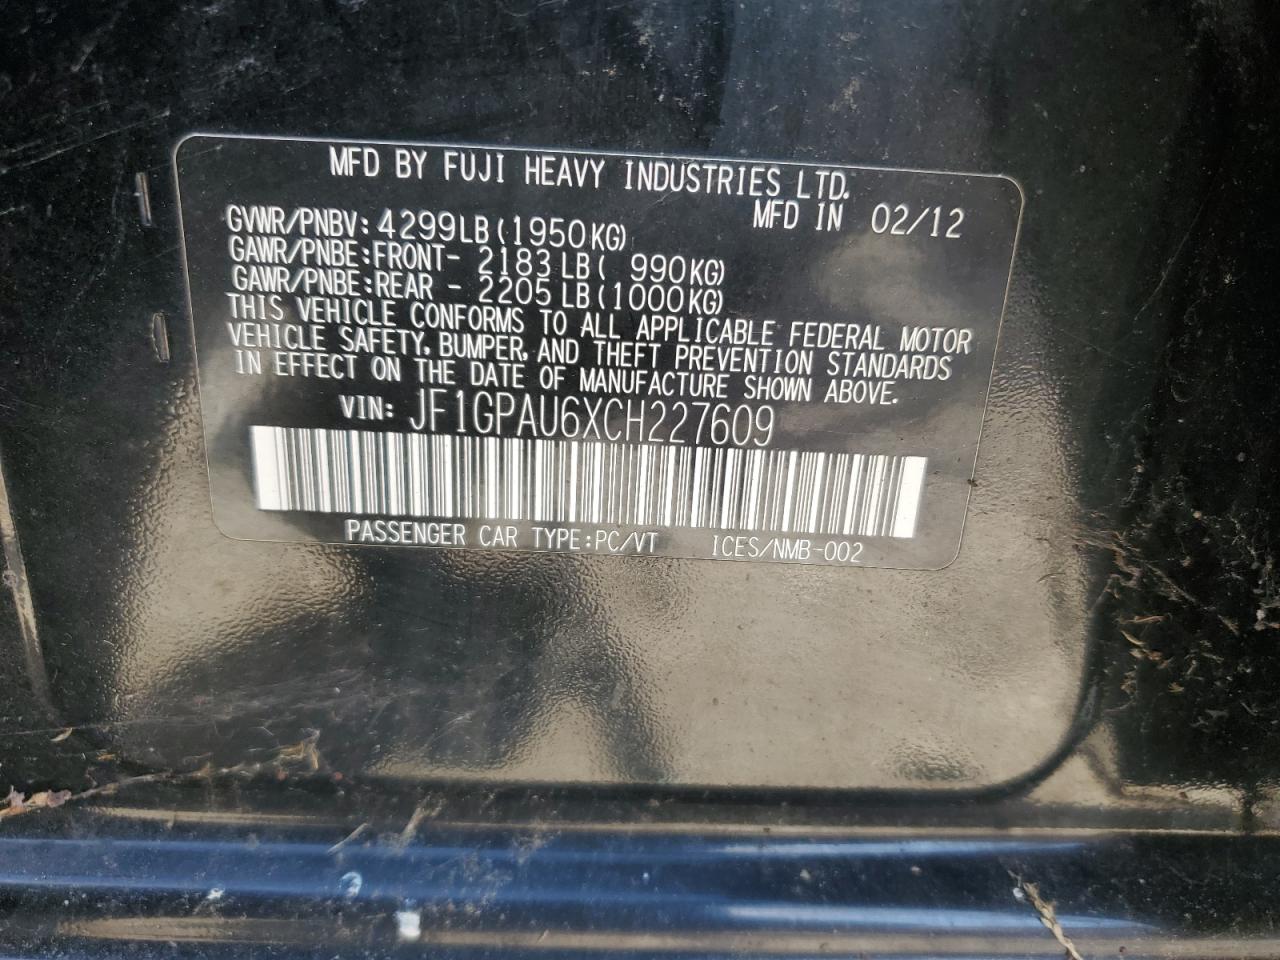 MFD BY FUJI HEAVY INDUSTRIES LTD.
MFD IN 02/12
GVWR/PNBV: 4299LB(1950KG)
GAWR/PNBE:FRONT- 2183LB( 990KG)
GAWR/PNBE:REAR - 2205LB(1000KG)
THIS VEHICLE CONFORMS TO ALL APPLICABLE FEDERAL MOTOR
VEHICLE SAFETY, BUMPER, AND THEFT PREVENTION STANDARDS
IN EFFECT ON THE DATE OF MANUFACTURE SHOWN ABOVE.
VIN: JF1GPAU6XCH227609
PASSENGER CAR TYPE:PC/VT ICES/NMB-002